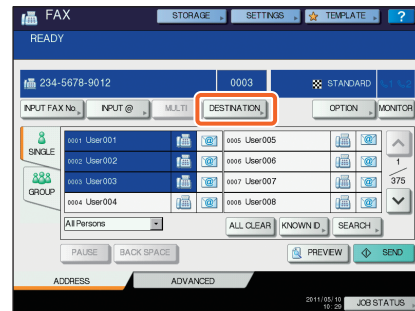 FAX STORAGE SETTINGS TEMPLATE ?
READY
234-5678-9012 0003 STANDARD
INPUT FAX No. INPUT @ MULTI DESTINATION OPTION MONITOR
SINGLE
GROUP
0001 User001 0005 User005
0002 User002 0006 User006
0003 User003 0007 User007
0004 User004 0008 User008
1
375
All Persons ALL CLEAR KNOWN ID SEARCH
PAUSE BACK SPACE PREVIEW SEND
ADDRESS ADVANCED
2011/05/10
10:29 JOB STATUS